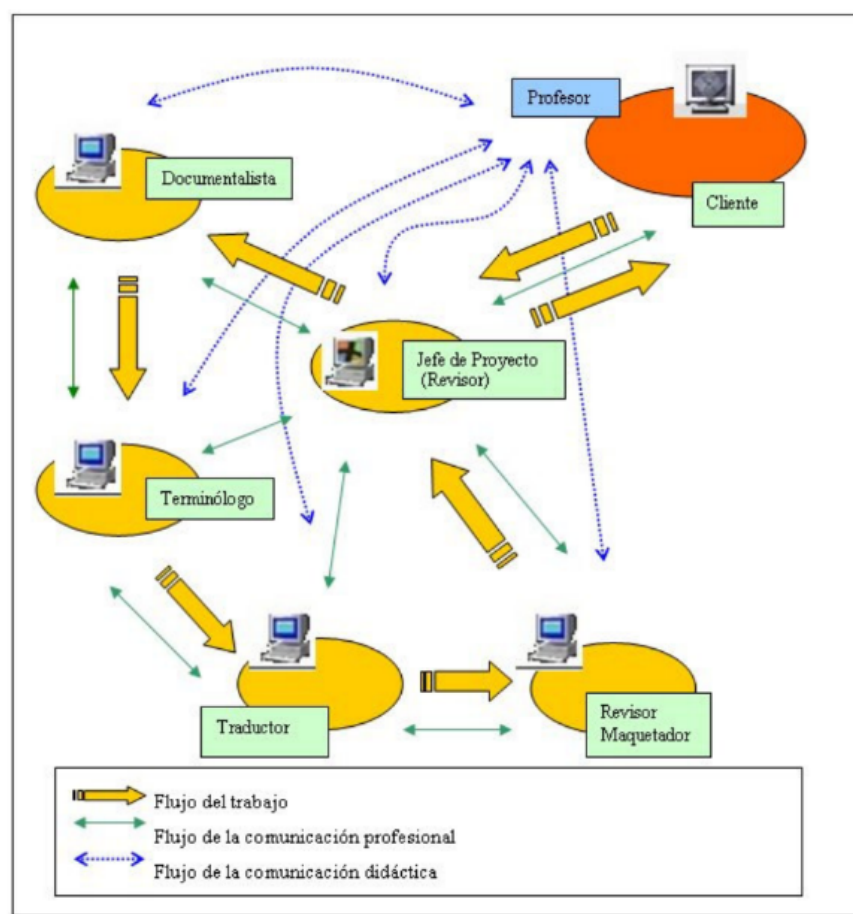 Profesor
Documentalista
Cliente
Jefe de Proyecto
(Revisor)
Terminólogo
Traductor
Revisor
Maquetador
Flujo del trabajo
Flujo de la comunicación profesional
Flujo de la comunicación didáctica